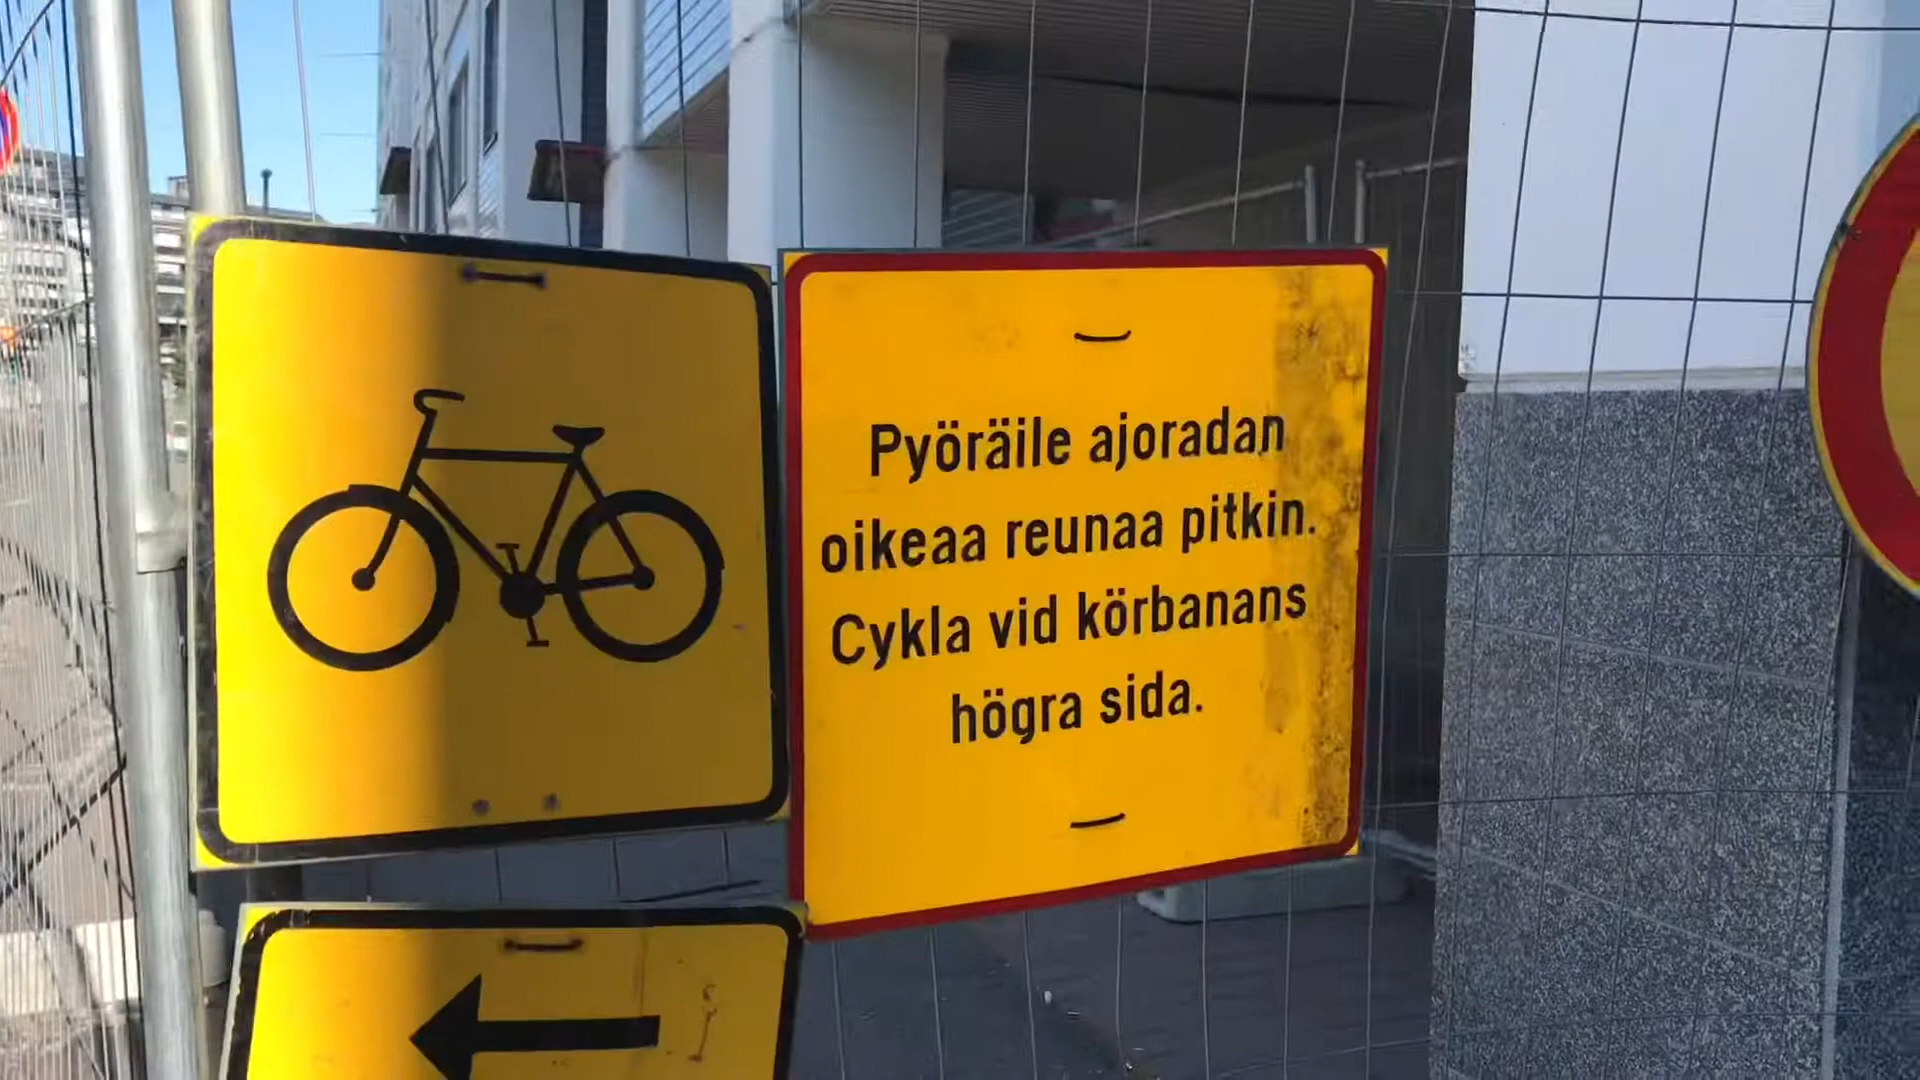 Pyöräile ajoradan
oikeaa reunaa pitkin.
Cykla vid körbanans
högra sida.